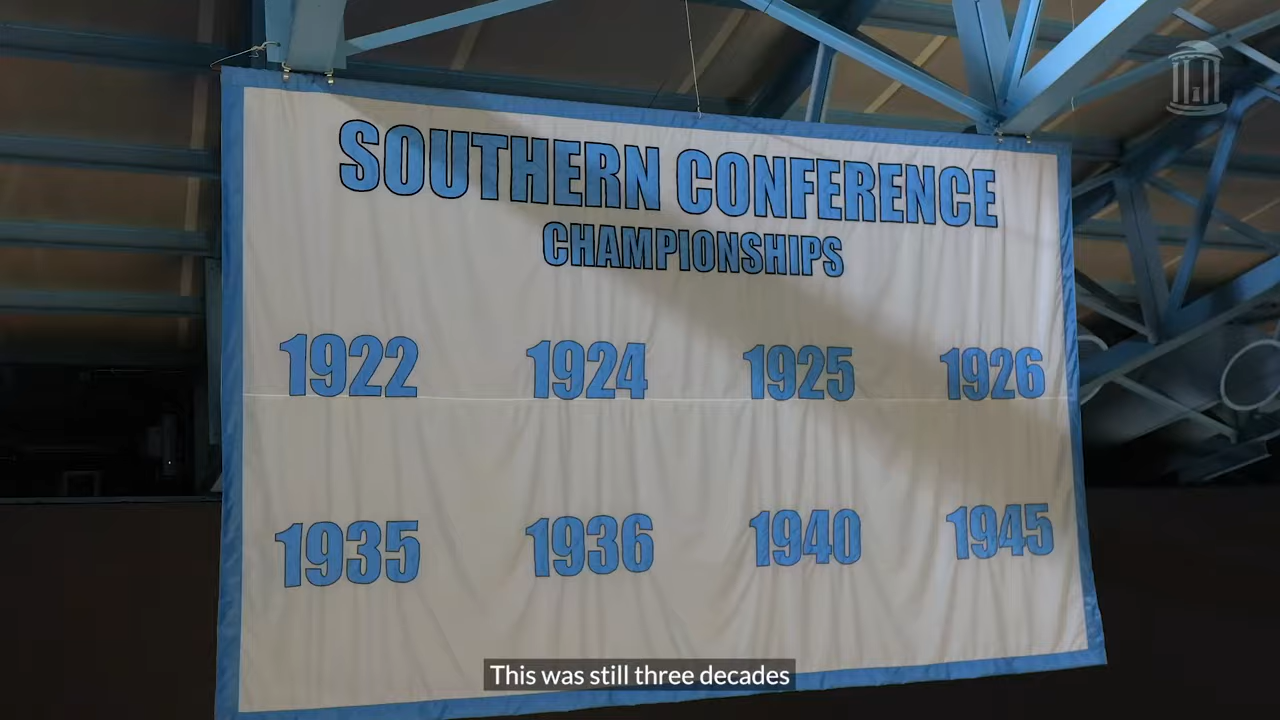 SOUTHERN CONFERENCE
CHAMPIONSHIPS
1922 1924 1925 1926
1935 1936 1940 1945
This was still three decades